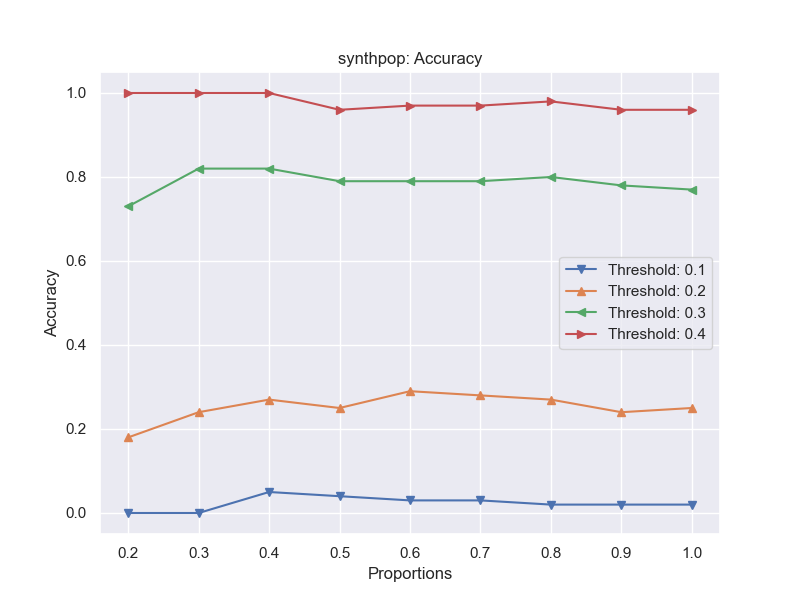 synthpop: Accuracy
Accuracy
1.0
0.8
0.6
0.4
0.2
0.0
Threshold: 0.1
Threshold: 0.2
Threshold: 0.3
Threshold: 0.4
0.2 0.3 0.4 0.5 0.6 0.7 0.8 0.9 1.0
Proportions